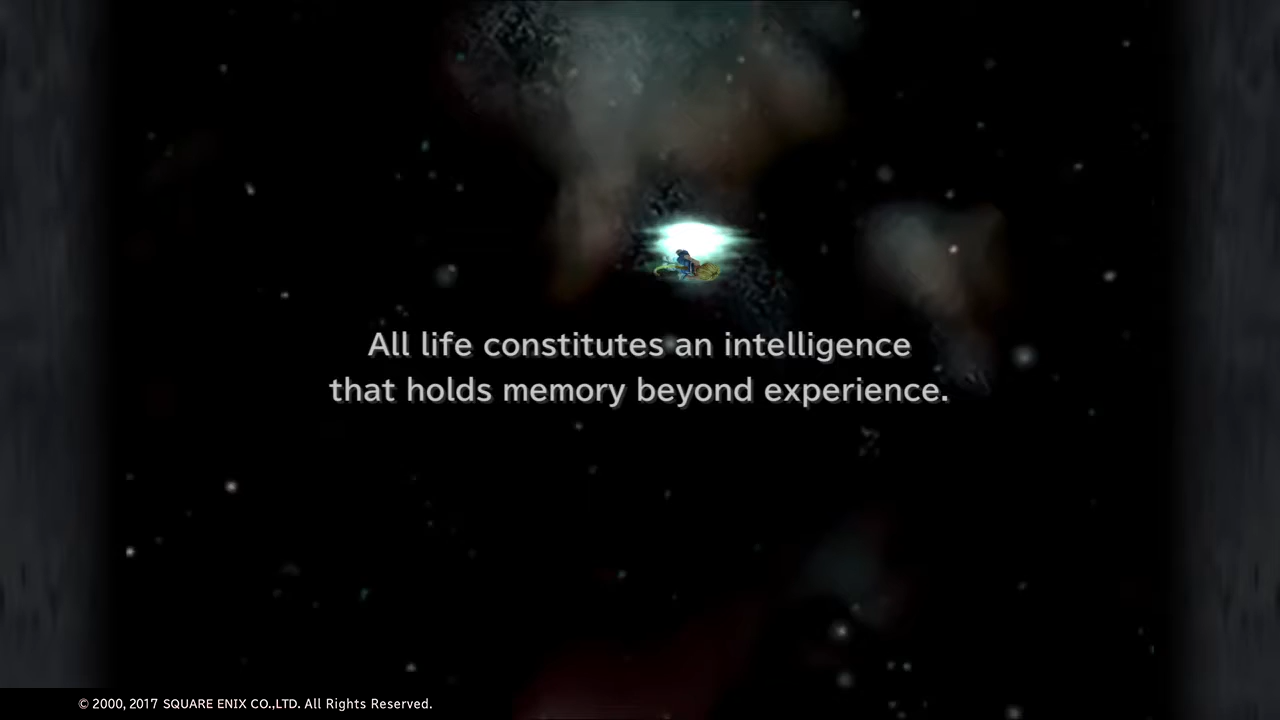 All life constitutes an intelligence
that holds memory beyond experience.
© 2000, 2017 SQUARE ENIX CO.,LTD. All Rights Reserved.